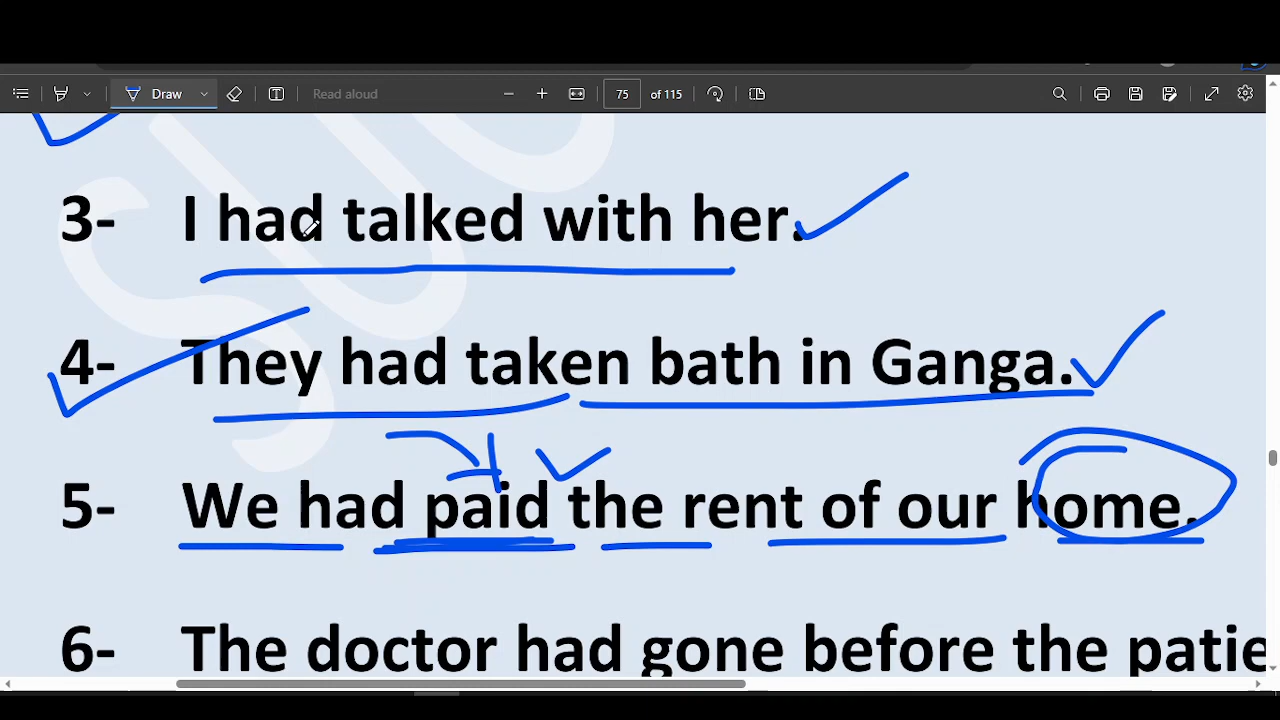 Draw
Read aloud
75 of 115
3- I had talked with her.
4- They had taken bath in Ganga.
5- We had paid the rent of our home.
6- The doctor had gone before the patie